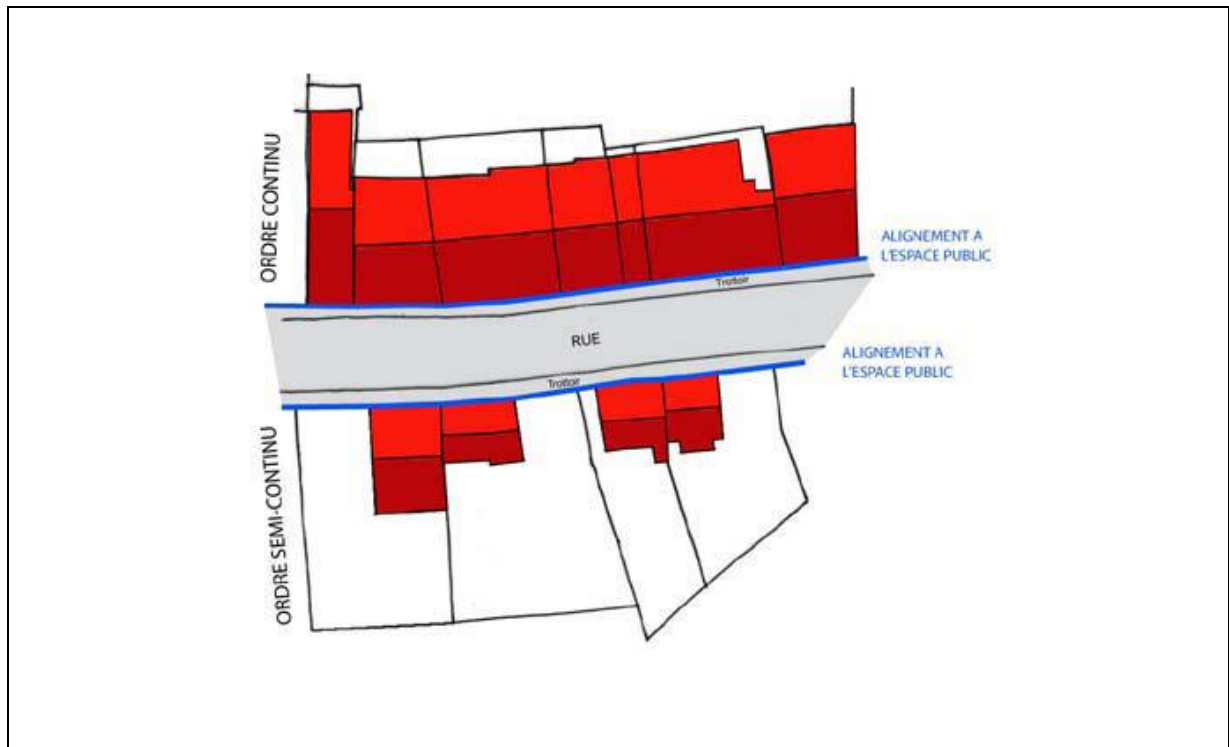 ORDRE CONTINU
ALIGNEMENT A
L'ESPACE PUBLIC
Trottoir
RUE
ALIGNEMENT A
L'ESPACE PUBLIC
Trottoir
ORDRE SEMI-CONTINU